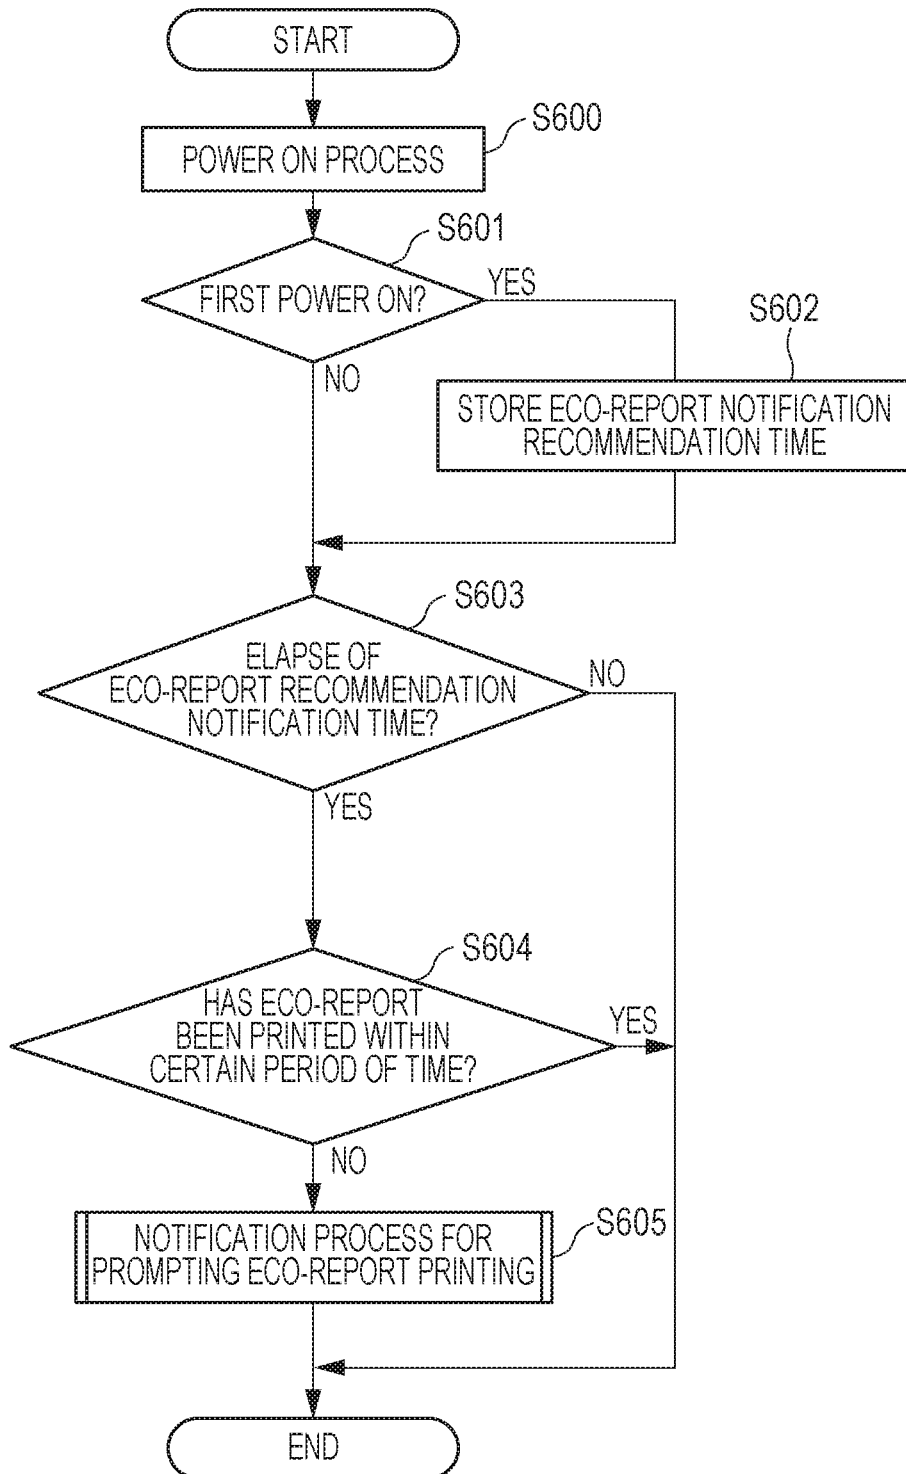 START
S600
POWER ON PROCESS
S601
FIRST POWER ON?
YES
S602
NO
STORE ECO-REPORT NOTIFICATION
RECOMMENDATION TIME
S603
ELAPSE OF
ECO-REPORT RECOMMENDATION
NOTIFICATION TIME?
NO
YES
S604
HAS ECO-REPORT
BEEN PRINTED WITHIN
CERTAIN PERIOD OF TIME?
YES
NO
S605
NOTIFICATION PROCESS FOR
PROMPTING ECO-REPORT PRINTING
END